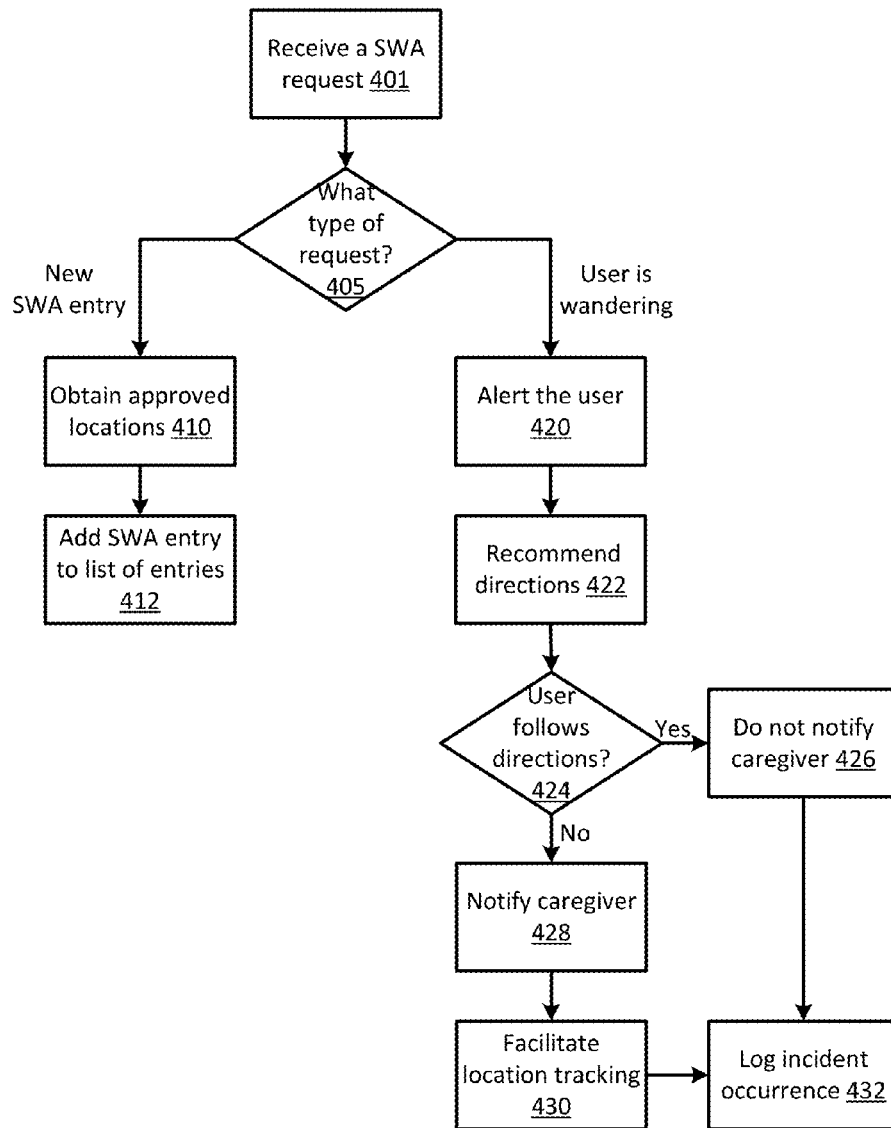 Receive a SWA
request 401
What
type of
request?
405
New
SWA entry
User is
wandering
Obtain approved
locations 410
Alert the user
420
Add SWA entry
to list of entries
412
Recommend
directions 422
User
follows
directions?
424
Yes
Do not notify
caregiver 426
No
Notify caregiver
428
Facilitate
location tracking
430
Log incident
occurrence 432